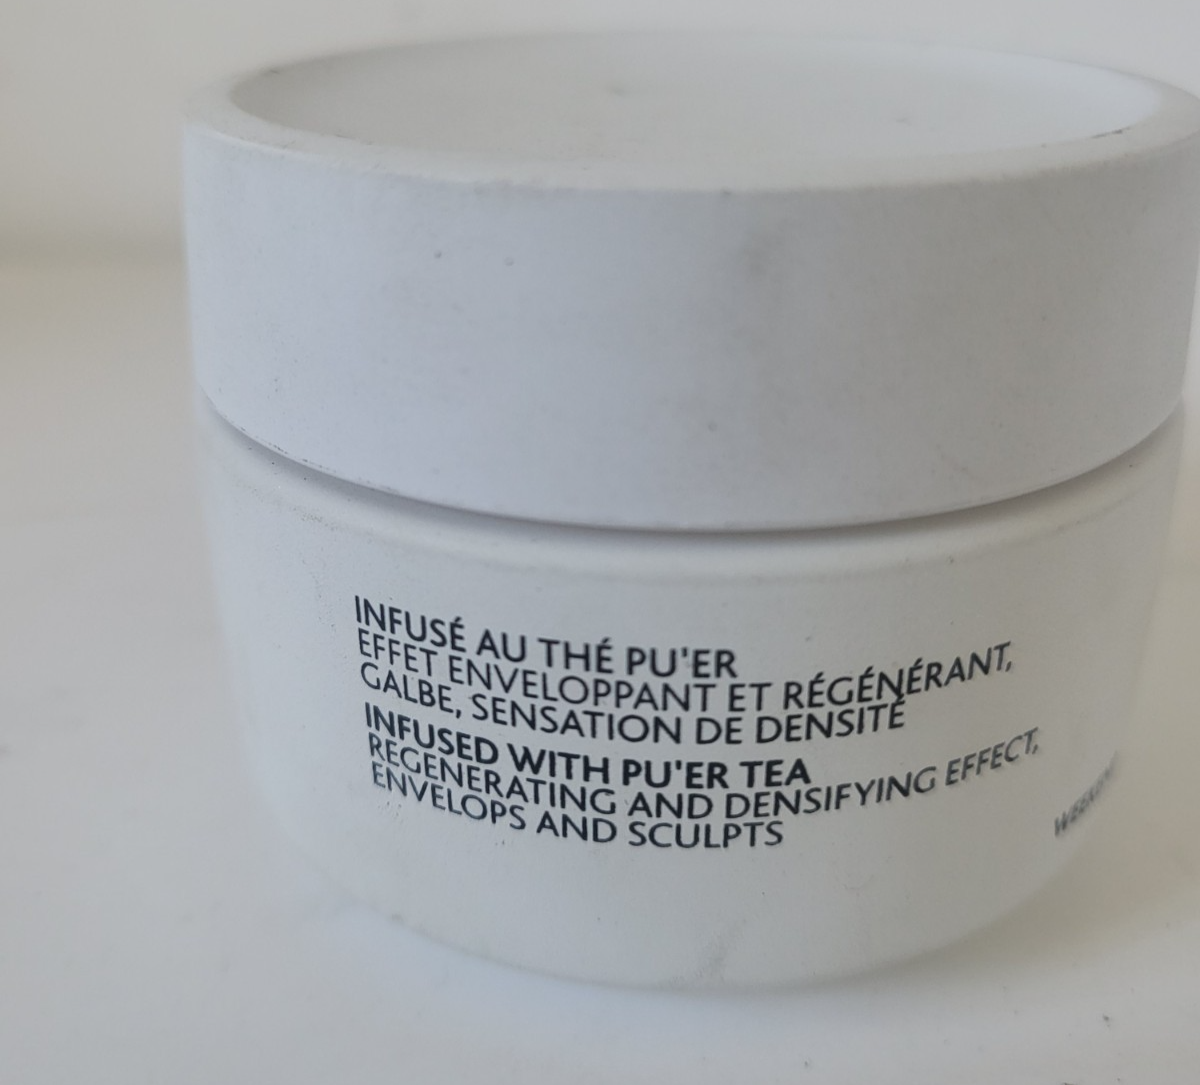 INFUSÉ AU THÉ PU'ER
EFFET ENVELOPPANT ET RÉGÉNÉRANT,
GALBE, SENSATION DE DENSITÉ
INFUSED WITH PU'ER TEA
REGENERATING AND DENSIFYING EFFECT,
ENVELOPS AND SCULPTS